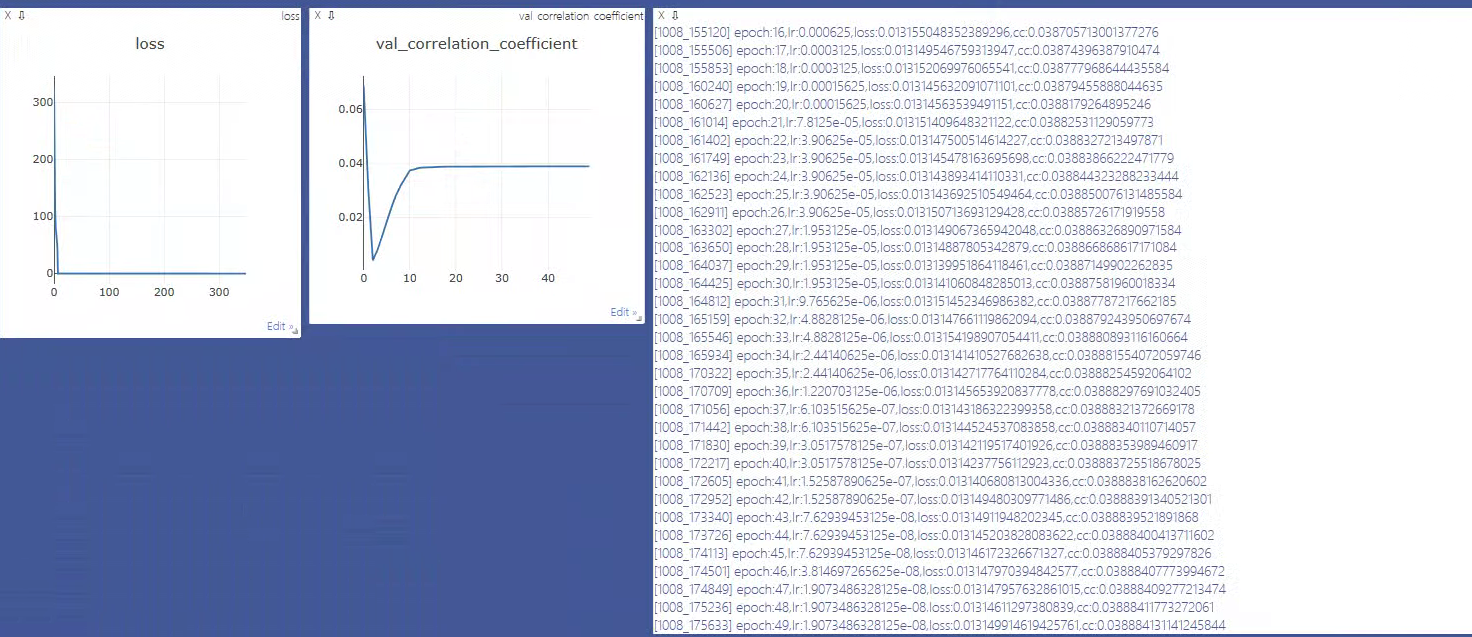 X ⇩ loss
loss
300
200
100
0
0 100 200 300
Edit »
X ⇩ val_correlation_coefficient
val_correlation_coefficient
0.06
0.04
0.02
0 10 20 30 40
Edit »
X ⇩
[1008_155120] epoch:16,lr:0.000625,loss:0.013155048352389296,cc:0.038705713001377276
[1008_155506] epoch:17,lr:0.0003125,loss:0.013149546759313947,cc:0.03874396387910474
[1008_155853] epoch:18,lr:0.0003125,loss:0.013152069976065541,cc:0.038777968644435584
[1008_160240] epoch:19,lr:0.00015625,loss:0.013145632091071101,cc:0.03879455888044635
[1008_160627] epoch:20,lr:0.00015625,loss:0.01314563539491151,cc:0.0388179264895246
[1008_161014] epoch:21,lr:7.8125e-05,loss:0.013151409648321122,cc:0.03882531129059773
[1008_161402] epoch:22,lr:3.90625e-05,loss:0.013147500514614227,cc:0.0388327213497871
[1008_161749] epoch:23,lr:3.90625e-05,loss:0.013145478163695698,cc:0.03883866222471779
[1008_162136] epoch:24,lr:3.90625e-05,loss:0.013143893414110331,cc:0.038844323288233444
[1008_162523] epoch:25,lr:3.90625e-05,loss:0.013143692510549464,cc:0.038850076131485584
[1008_162911] epoch:26,lr:3.90625e-05,loss:0.013150713693129428,cc:0.03885726171919558
[1008_163302] epoch:27,lr:1.953125e-05,loss:0.013149067365942048,cc:0.03886326890971584
[1008_163650] epoch:28,lr:1.953125e-05,loss:0.01314887805342879,cc:0.038866868617171084
[1008_164037] epoch:29,lr:1.953125e-05,loss:0.013139951864118461,cc:0.03887149902262835
[1008_164425] epoch:30,lr:1.953125e-05,loss:0.013141060848285013,cc:0.03887581960018334
[1008_164812] epoch:31,lr:9.765625e-06,loss:0.013151452346986382,cc:0.03887787217662185
[1008_165159] epoch:32,lr:4.8828125e-06,loss:0.013147661119862094,cc:0.038879243950697674
[1008_165546] epoch:33,lr:4.8828125e-06,loss:0.013154198907054411,cc:0.038880893116160664
[1008_165934] epoch:34,lr:2.44140625e-06,loss:0.013141410527682638,cc:0.038881554072059746
[1008_170322] epoch:35,lr:2.44140625e-06,loss:0.013142717764110284,cc:0.03888254592064102
[1008_170709] epoch:36,lr:1.220703125e-06,loss:0.013145653920837778,cc:0.03888297691032405
[1008_171056] epoch:37,lr:6.103515625e-07,loss:0.013143186322399358,cc:0.03888321372669178
[1008_171442] epoch:38,lr:6.103515625e-07,loss:0.013144524537083858,cc:0.03888340110714057
[1008_171830] epoch:39,lr:3.0517578125e-07,loss:0.013142119517401926,cc:0.03888353989460917
[1008_172217] epoch:40,lr:3.0517578125e-07,loss:0.01314237756112923,cc:0.038883725518678025
[1008_172605] epoch:41,lr:1.52587890625e-07,loss:0.013140680813004336,cc:0.0388838162620602
[1008_172952] epoch:42,lr:1.52587890625e-07,loss:0.013149480309771486,cc:0.03888391340521301
[1008_173340] epoch:43,lr:7.62939453125e-08,loss:0.01314911948202345,cc:0.0388839521891868
[1008_173726] epoch:44,lr:7.62939453125e-08,loss:0.013145203828083622,cc:0.03888400413711602
[1008_174113] epoch:45,lr:7.62939453125e-08,loss:0.013146172326671327,cc:0.03888405379297826
[1008_174501] epoch:46,lr:3.814697265625e-08,loss:0.013147970394842577,cc:0.03888407773994672
[1008_174849] epoch:47,lr:1.9073486328125e-08,loss:0.013147957632861015,cc:0.03888409277213474
[1008_175236] epoch:48,lr:1.9073486328125e-08,loss:0.01314611297380839,cc:0.03888411773272061
[1008_175633] epoch:49,lr:1.9073486328125e-08,loss:0.013149914619425761,cc:0.038884131141245844